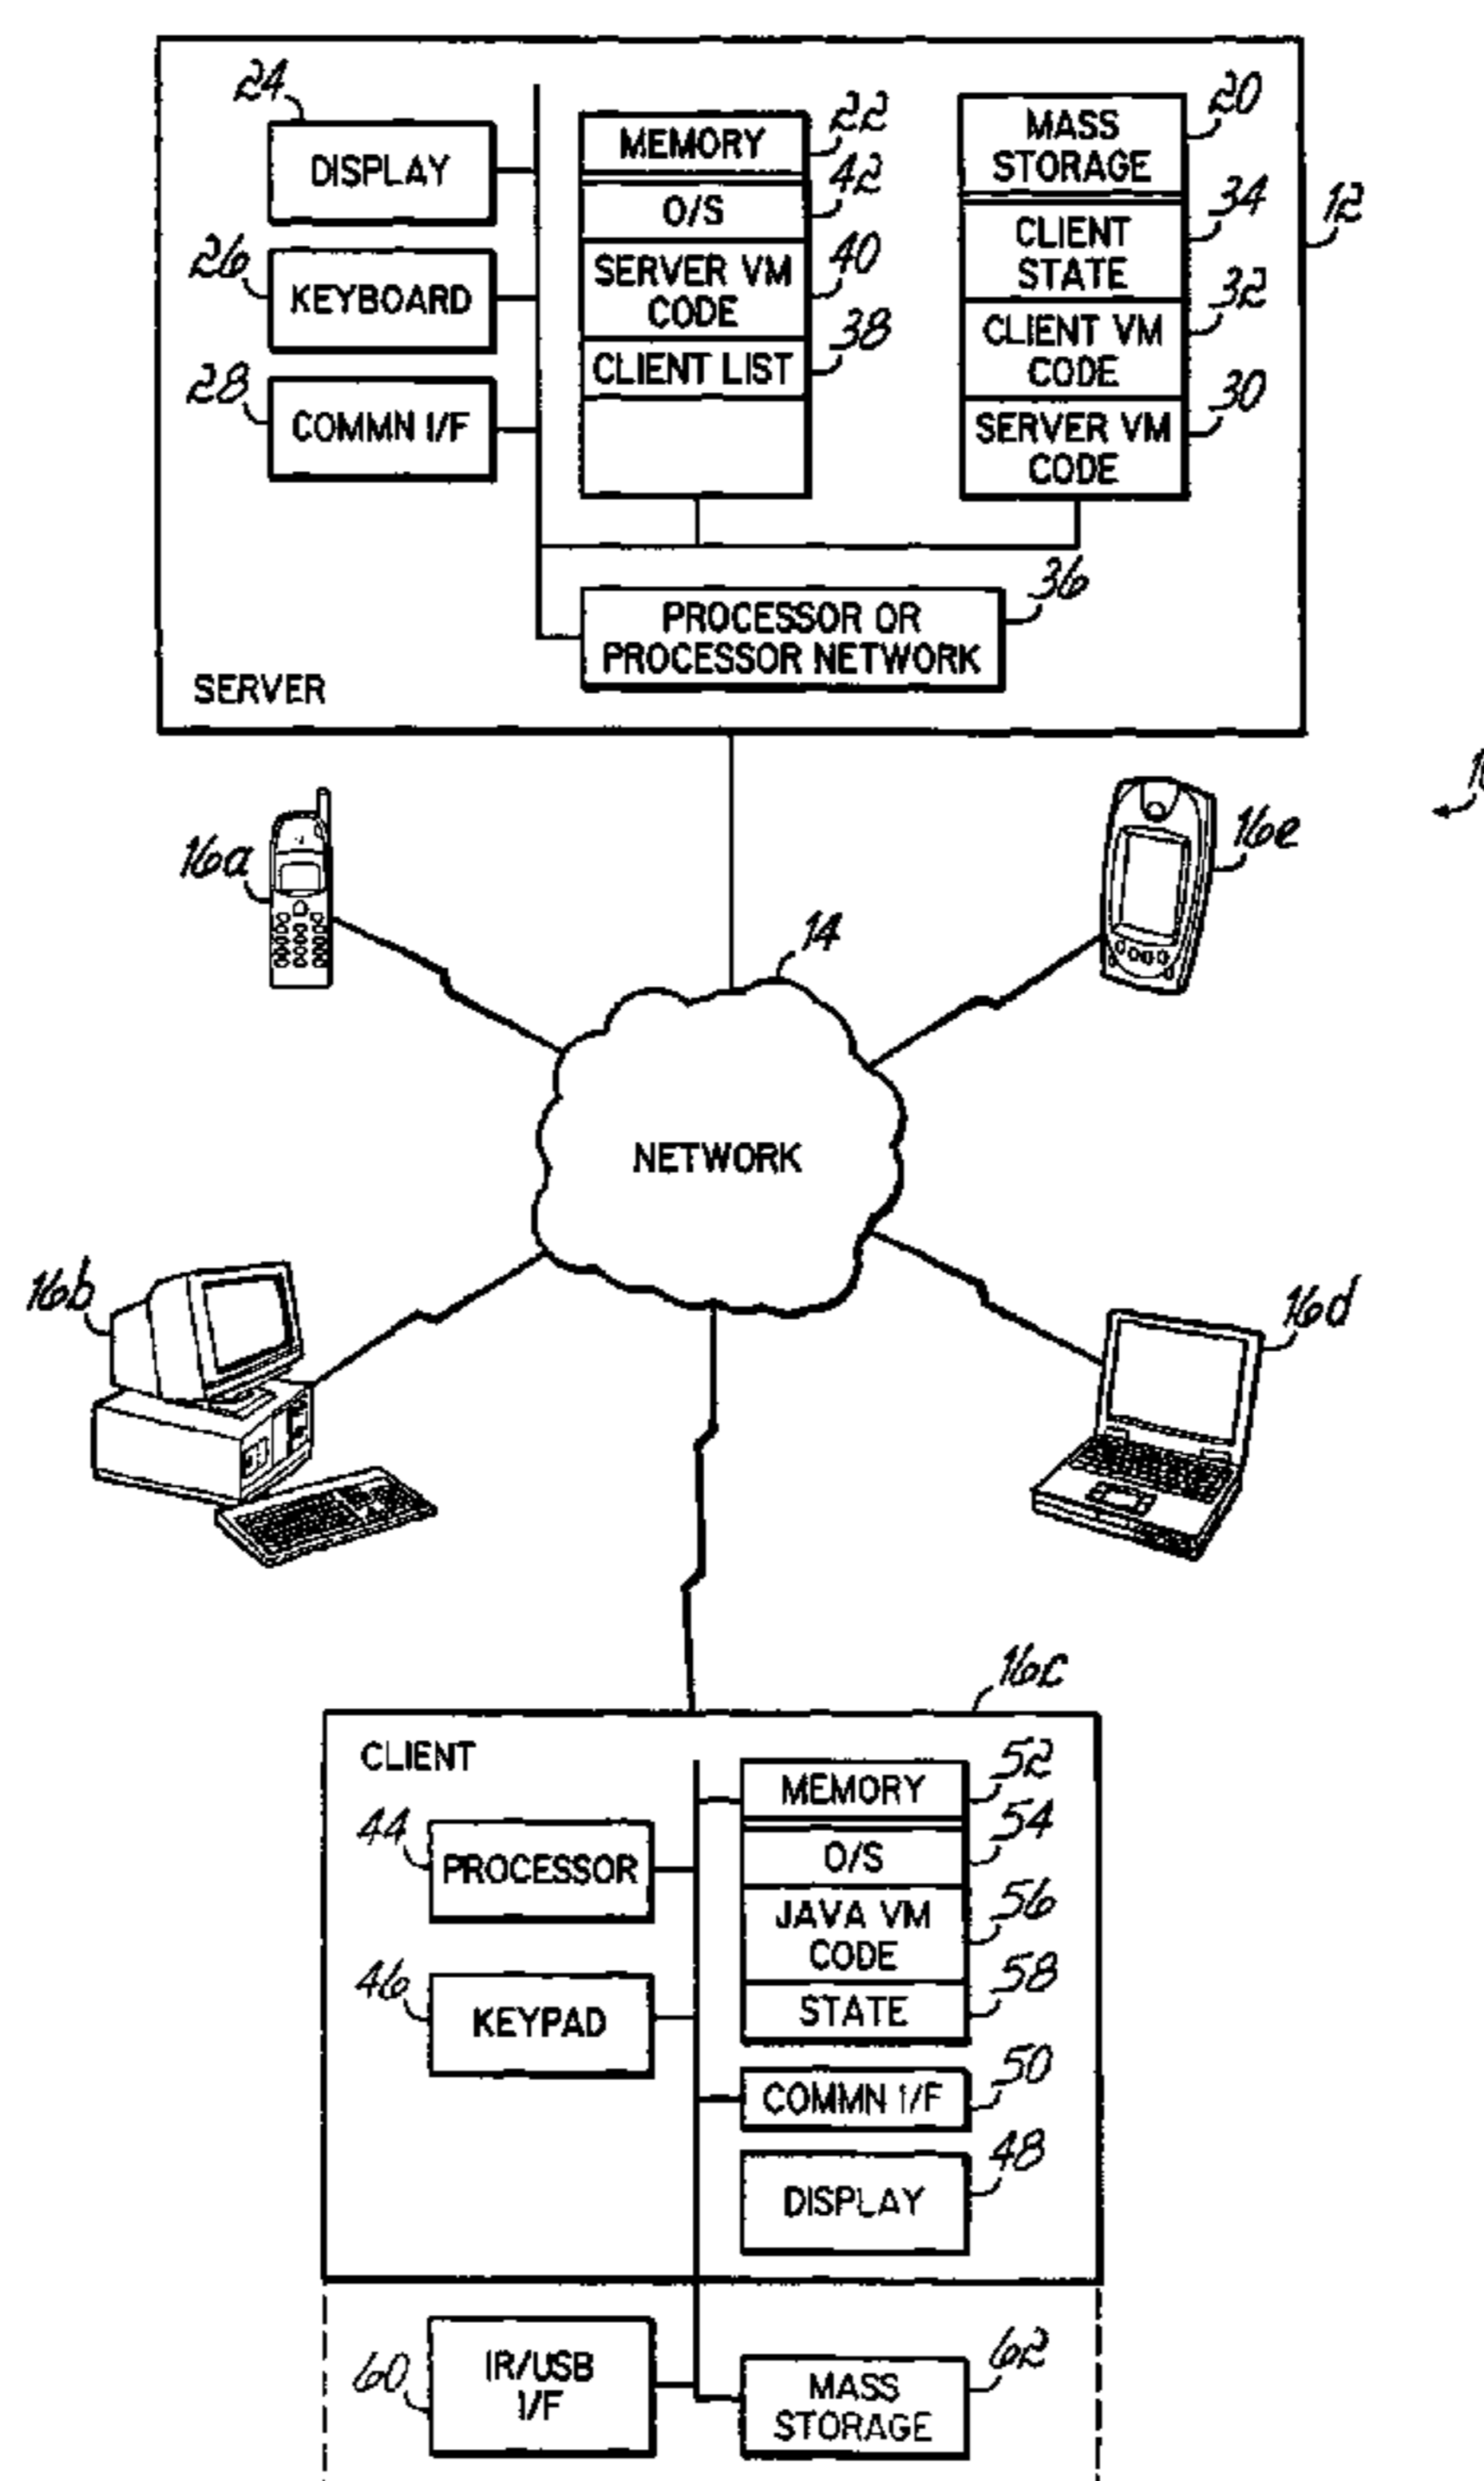 24
DISPLAY
26
KEYBOARD
28
COMMN I/F
MEMORY
22
O/S
42
SERVER VM
CODE
40
CLIENT LIST
38
MASS
STORAGE
20
CLIENT
STATE
34
CLIENT VM
CODE
32
SERVER VM
CODE
30
12
PROCESSOR OR
PROCESSOR NETWORK
36
SERVER
16a
16e
14
NETWORK
16b
16d
16c
CLIENT
44
PROCESSOR
46
KEYPAD
MEMORY
52
O/S
54
JAVA VM
CODE
56
STATE
58
COMMN I/F
50
DISPLAY
48
60
IR/USB
I/F
MASS
STORAGE
62